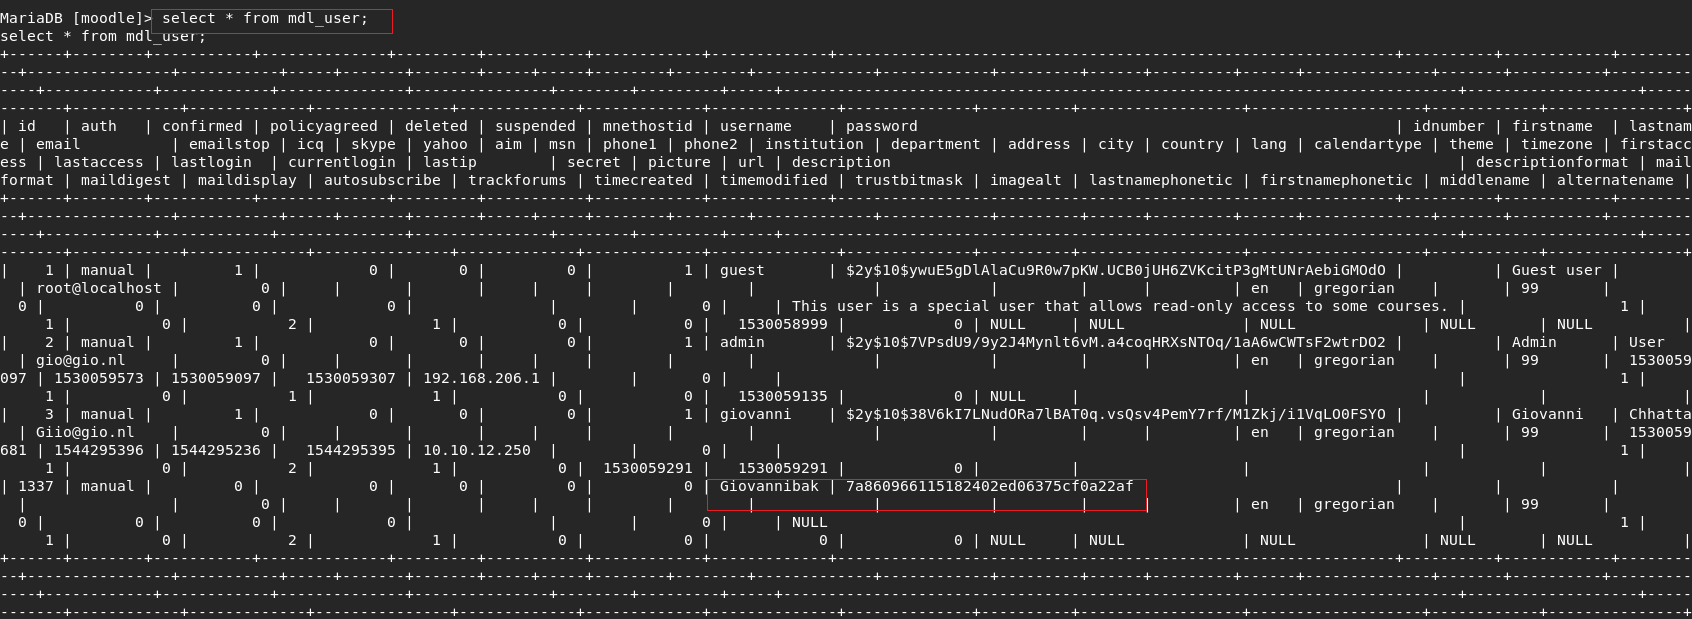 MariaDB [moodle]> select * from mdl_user;
select * from mdl_user;
| id | auth | confirmed | policyagreed | deleted | suspended | mnethostid | username | password | idnumber | firstname | lastnam
e | email | emailstop | icq | skype | yahoo | aim | msn | phone1 | phone2 | institution | department | address | city | country | lang | calendartype | theme | timezone | firstacc
ess | lastaccess | lastlogin | currentlogin | lastip | secret | picture | url | description | descriptionformat | mail
format | maildigest | maildisplay | autosubscribe | trackforums | timecreated | timemodified | trustbitmask | imagealt | lastnamephonetic | firstnamephonetic | middlename | alternatename |
| 1 | manual | 1 | 0 | 0 | 0 | 1 | guest | $2y$10$ywuE5gDlAlaCu9R0w7pKW.UCB0jUH6ZVKcitP3gMtUNrAebiGMOdO | | Guest user |
| root@localhost | 0 | | | | | | | | | | | | | en | gregorian | | 99 |
0 | 0 | 0 | 0 | | | 0 | | This user is a special user that allows read-only access to some courses. | 1 |
1 | 0 | 2 | 1 | 0 | 0 | 1530058999 | 0 | NULL | NULL | NULL | NULL | NULL |
| 2 | manual | 1 | 0 | 0 | 0 | 1 | admin | $2y$10$7VPsdU9/9y2J4Mynlt6vM.a4coqHRXsNTOq/1aA6wCWTsF2wtrDO2 | | Admin | User
| gio@gio.nl | 0 | | | | | | | | | | | | | en | gregorian | | 99 | 1530059
097 | 1530059573 | 1530059097 | 1530059307 | 192.168.206.1 | | 0 | | | 1 |
1 | 0 | 1 | 1 | 0 | 0 | 1530059135 | 0 | NULL | | | | |
| 3 | manual | 1 | 0 | 0 | 0 | 1 | giovanni | $2y$10$38V6kI7LNudORa7lBAT0q.vsQsv4PemY7rf/M1Zkj/i1VqLO0FSYO | | Giovanni | Chhatta
| Giio@gio.nl | 0 | | | | | | | | | | | | | en | gregorian | | 99 | 1530059
681 | 1544295396 | 1544295236 | 1544295395 | 10.10.12.250 | | 0 | | | 1 |
1 | 0 | 2 | 1 | 0 | 1530059291 | 1530059291 | 0 | | | | | |
| 1337 | manual | 0 | 0 | 0 | 0 | 0 | Giovannibak | 7a860966115182402ed06375cf0a22af | | |
| | 0 | | | | | | | | | | | | | en | gregorian | | 99 |
0 | 0 | 0 | 0 | | | 0 | | NULL | 1 |
1 | 0 | 2 | 1 | 0 | 0 | 0 | 0 | NULL | NULL | NULL | NULL | NULL |